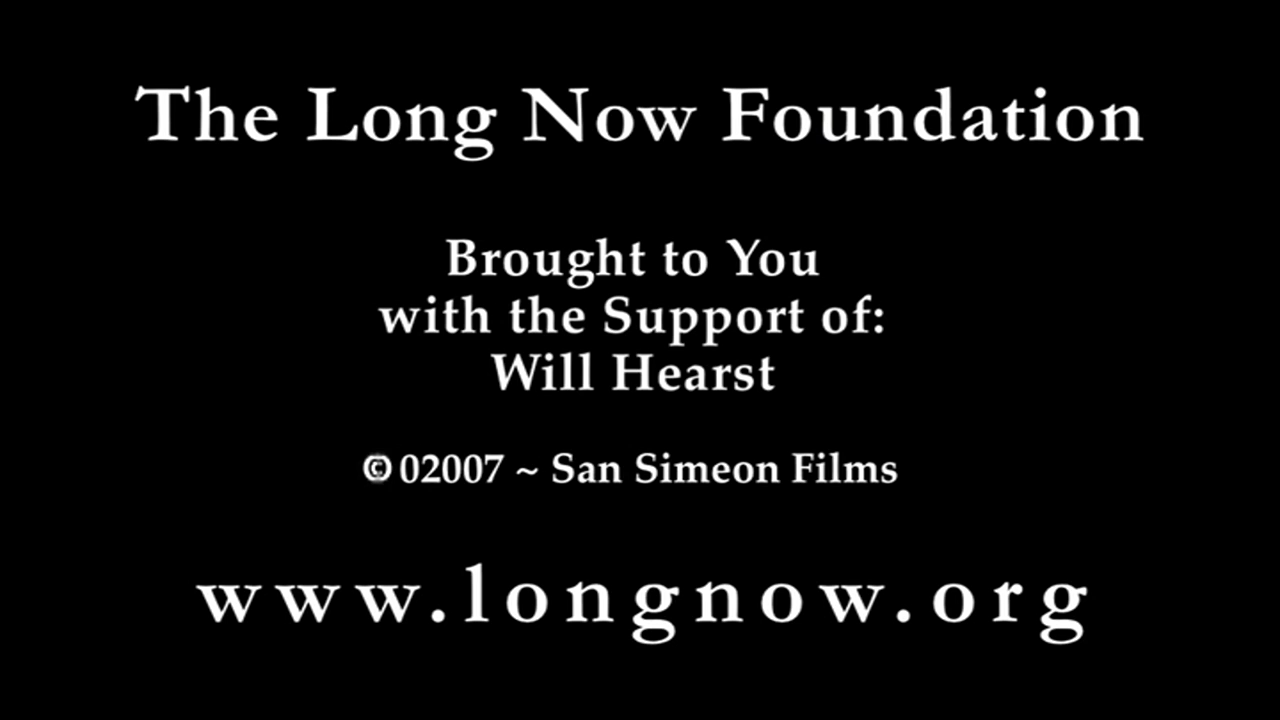 The Long Now Foundation
Brought to You
with the Support of:
Will Hearst
© 02007 ~ San Simeon Films
www.longnow.org